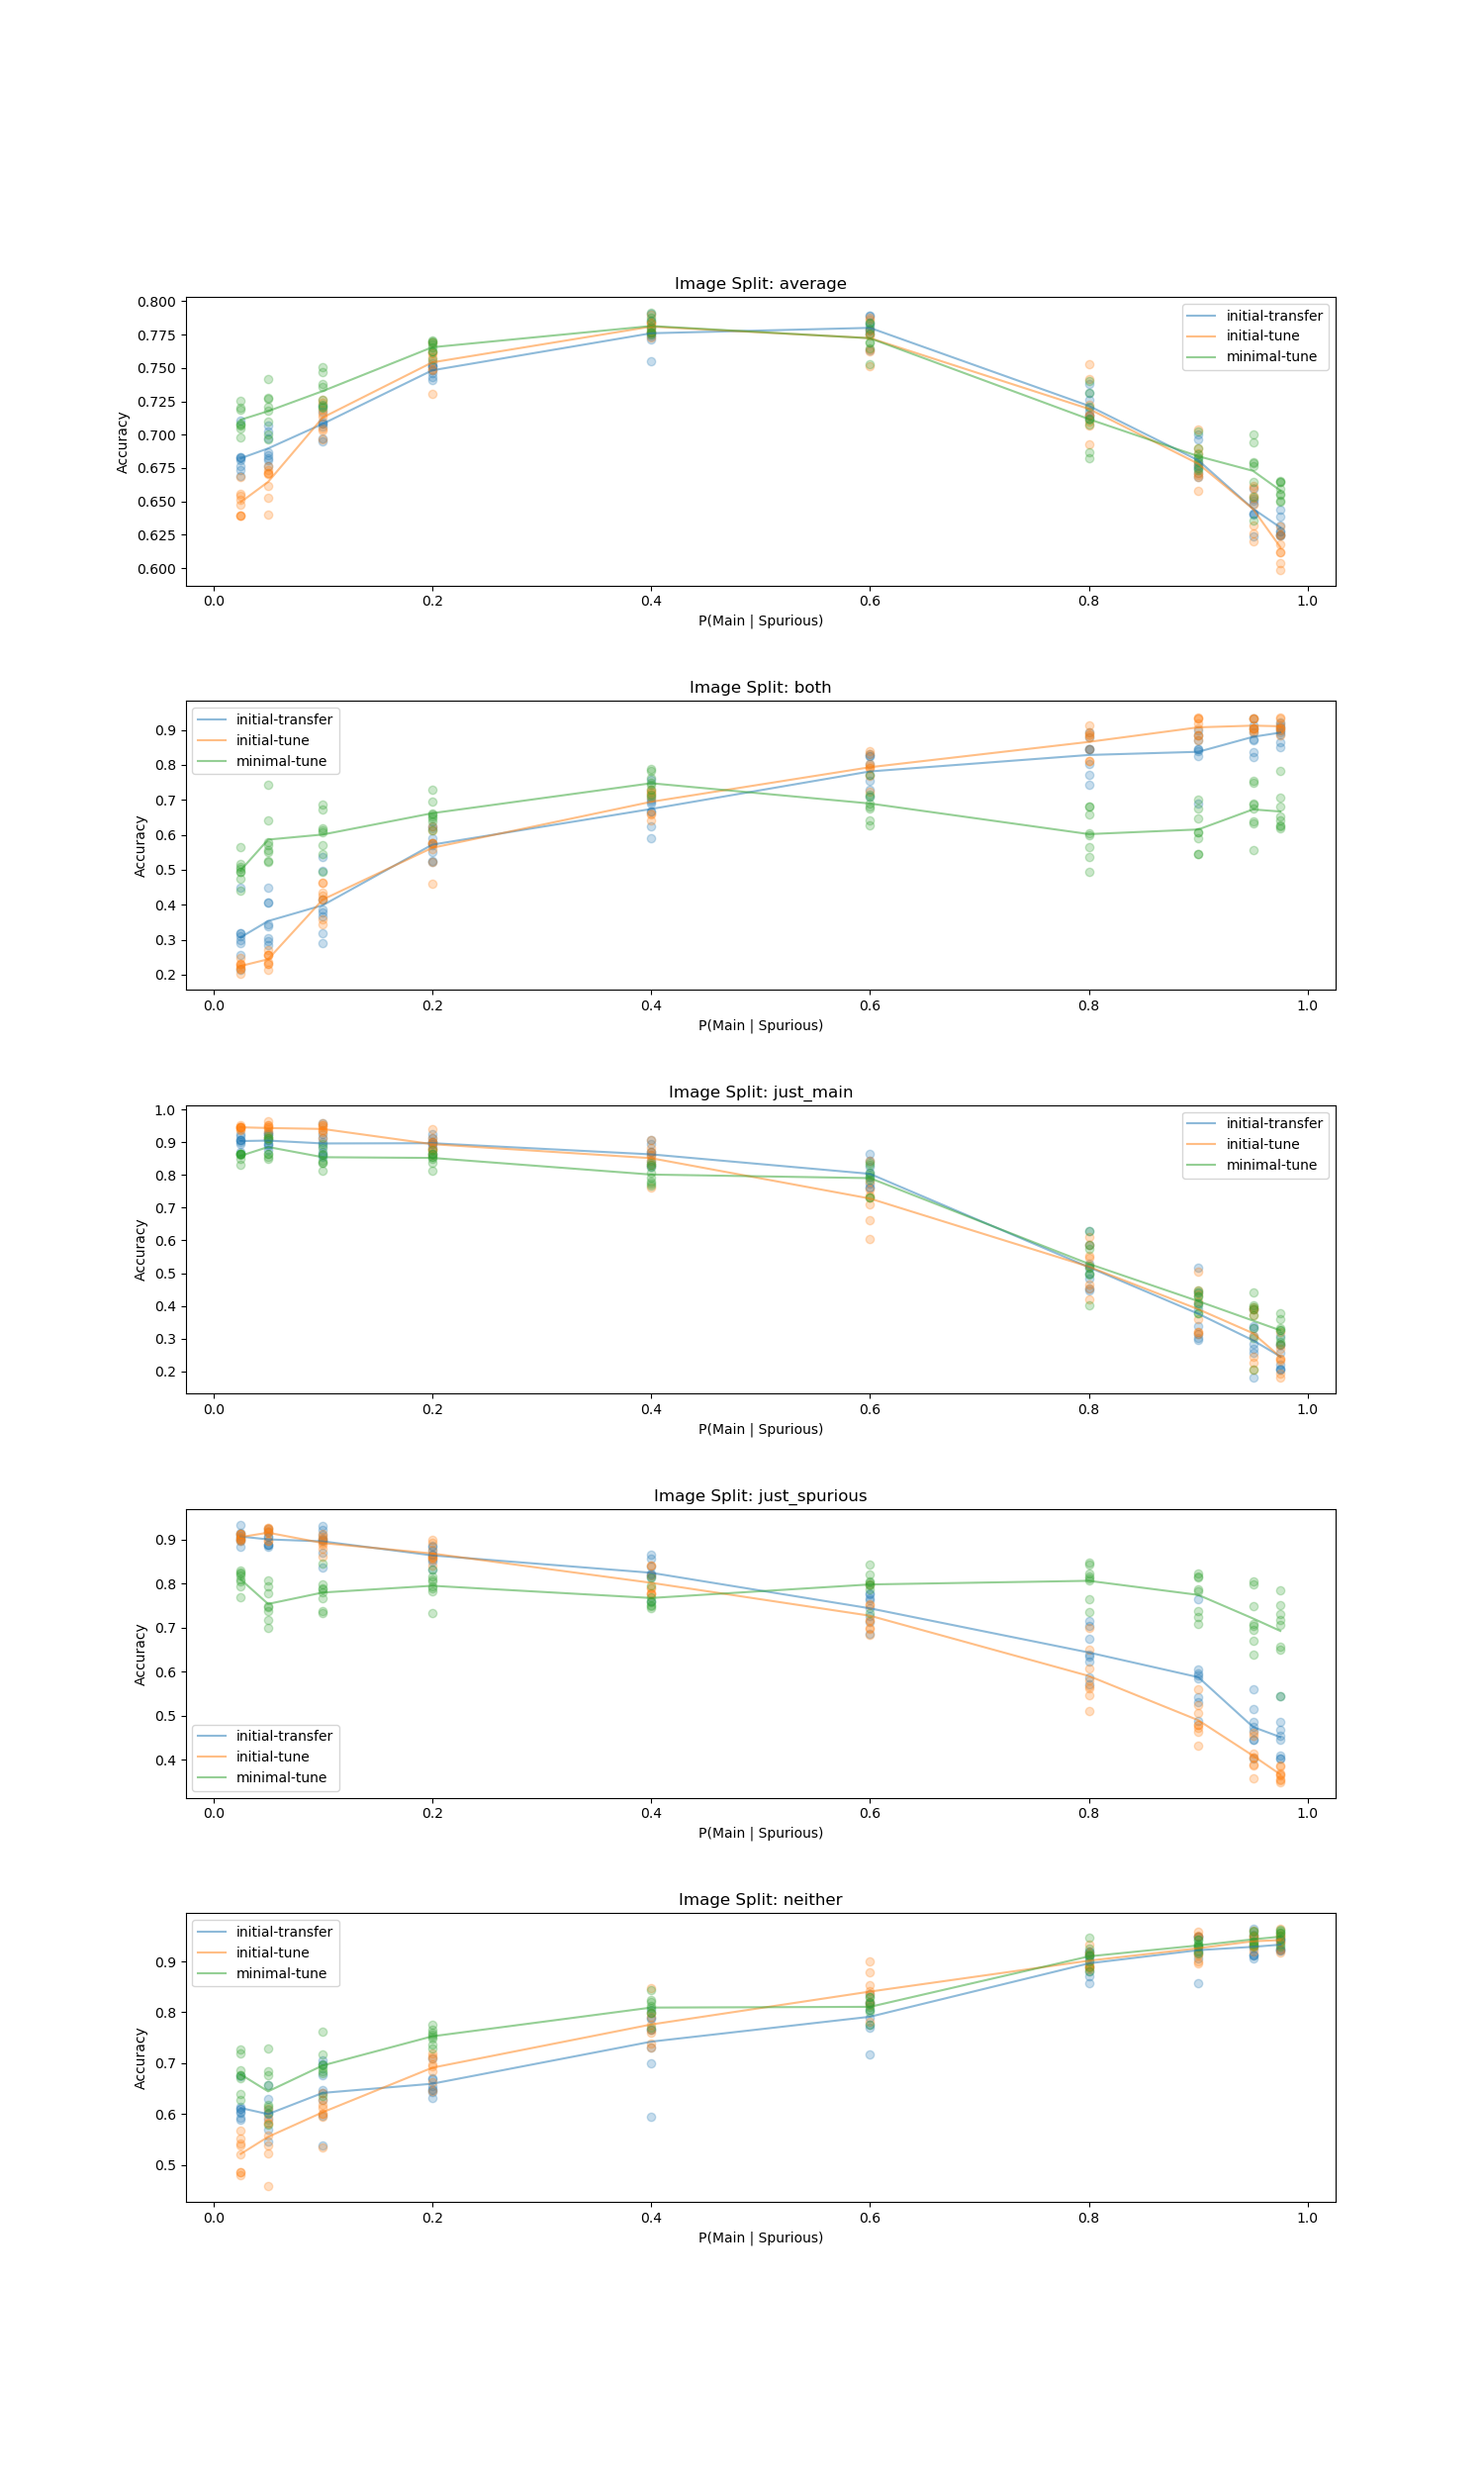 Image Split: average
0.800
0.775
0.750
0.725
0.700
0.675
0.650
0.625
0.600
Accuracy
initial-transfer
initial-tune
minimal-tune
0.0 0.2 0.4 0.6 0.8 1.0
P(Main | Spurious)
Image Split: both
0.9
0.8
0.7
0.6
0.5
0.4
0.3
0.2
Accuracy
initial-transfer
initial-tune
minimal-tune
0.0 0.2 0.4 0.6 0.8 1.0
P(Main | Spurious)
Image Split: just_main
1.0
0.9
0.8
0.7
0.6
0.5
0.4
0.3
0.2
Accuracy
initial-transfer
initial-tune
minimal-tune
0.0 0.2 0.4 0.6 0.8 1.0
P(Main | Spurious)
Image Split: just_spurious
0.9
0.8
0.7
0.6
0.5
0.4
Accuracy
initial-transfer
initial-tune
minimal-tune
0.0 0.2 0.4 0.6 0.8 1.0
P(Main | Spurious)
Image Split: neither
0.9
0.8
0.7
0.6
0.5
Accuracy
initial-transfer
initial-tune
minimal-tune
0.0 0.2 0.4 0.6 0.8 1.0
P(Main | Spurious)